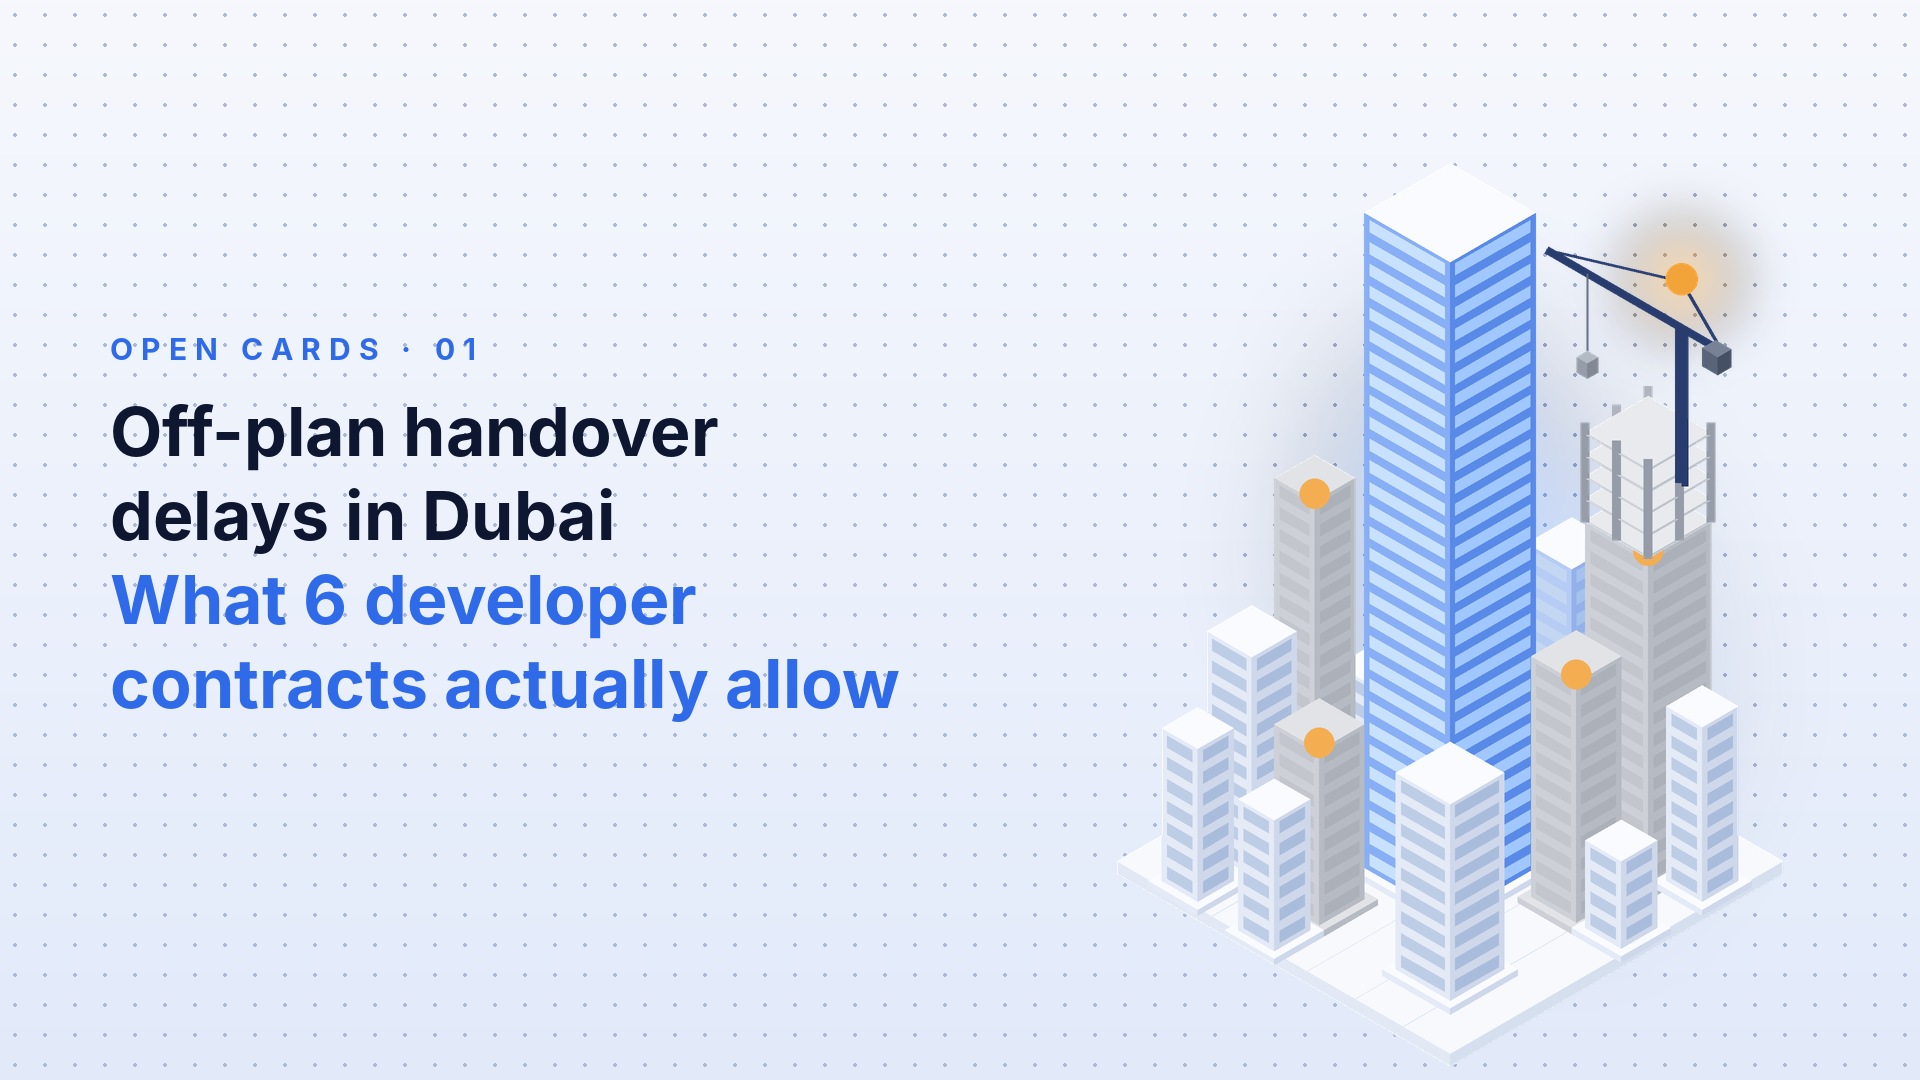 OPEN CARDS · 01
Off-plan handover
delays in Dubai
What 6 developer
contracts actually allow